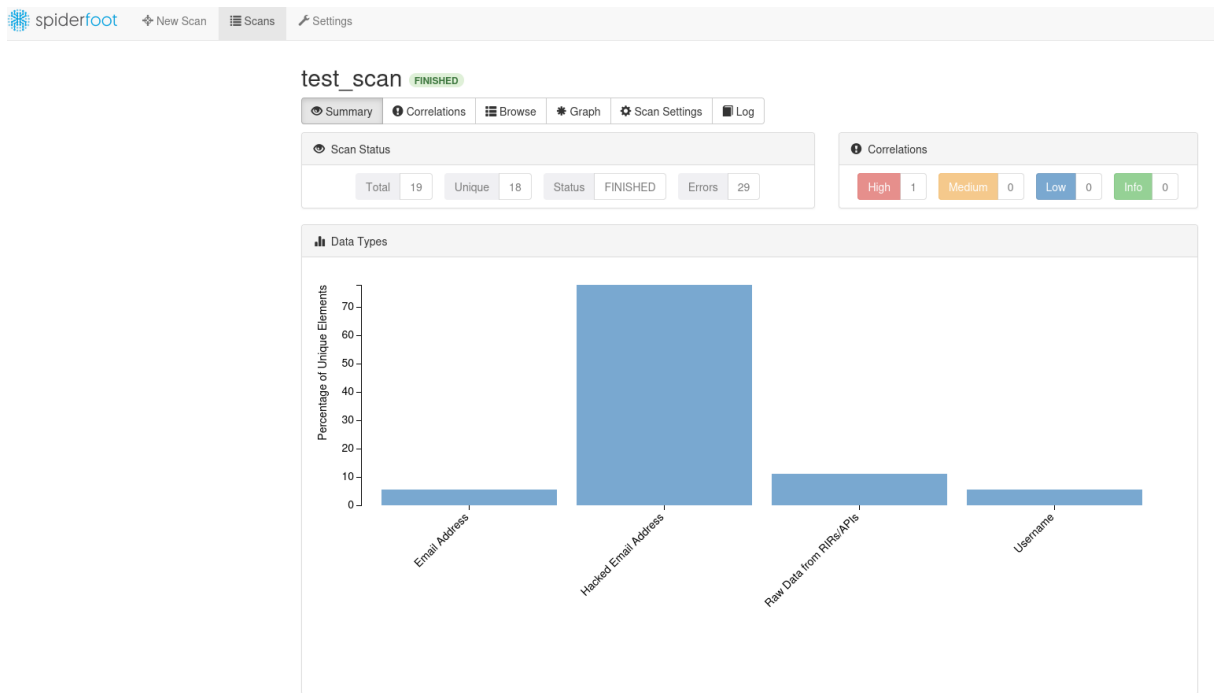 spiderfoot New Scan Scans Settings
test_scan FINISHED
Summary Correlations Browse Graph Scan Settings Log
Scan Status
Total 19 Unique 18 Status FINISHED Errors 29
Correlations
High 1 Medium 0 Low 0 Info 0
Data Types
Percentage of Unique Elements
70
60
50
40
30
20
10
0
Email Address
Hacked Email Address
Raw Data from RIRs/APIs
Username